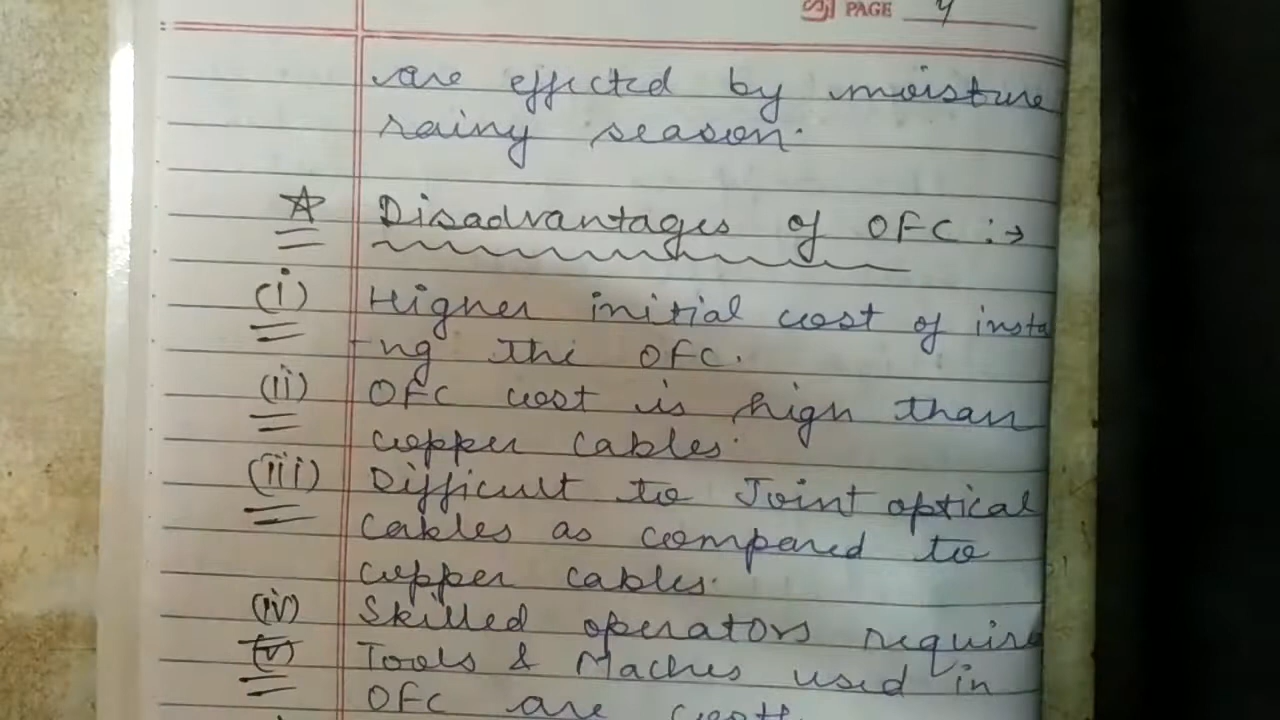 PAGE 4
are effected by moisture
rainy season.
☆ Disadvantages of OFC :→
(i) Higher initial cost of insta
-ng the OFC.
(ii) OFC cost is high than
copper cables.
(iii) Difficult to Joint optical
cables as compared to
copper cables.
(iv) Skilled operators require
(v) Tools & Maches used in
OFC are